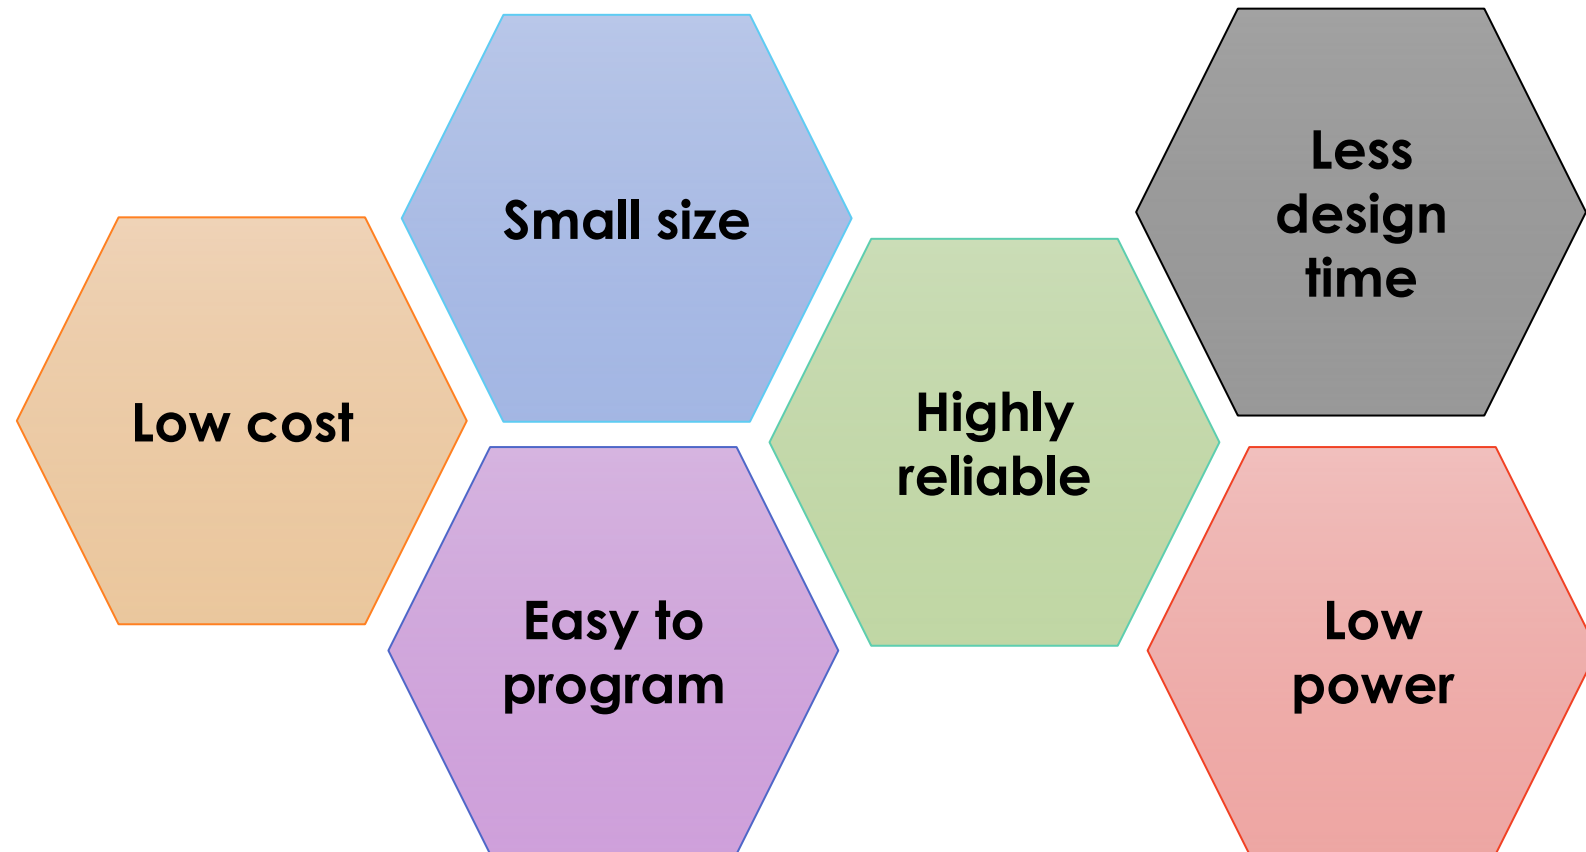 Low cost
Small size
Easy to
program
Highly
reliable
Less
design
time
Low
power